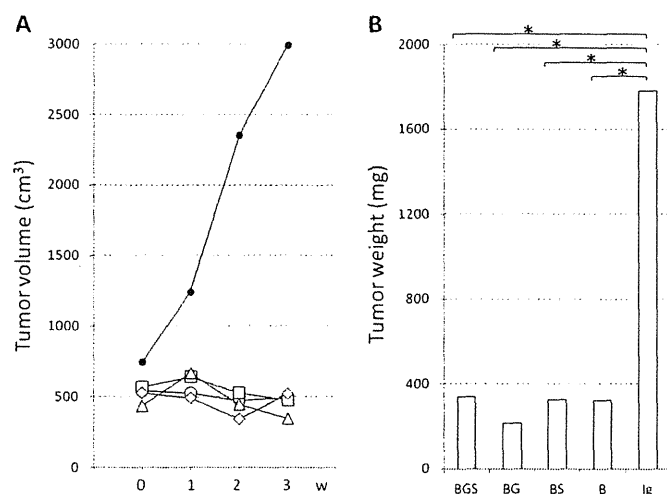 A
Tumor volume (cm³)
3000
2500
2000
1500
1000
500
0
0 1 2 3 w
B
Tumor weight (mg)
2000
1600
1200
800
400
0
*
*
*
*
BGS BG BS B Ig